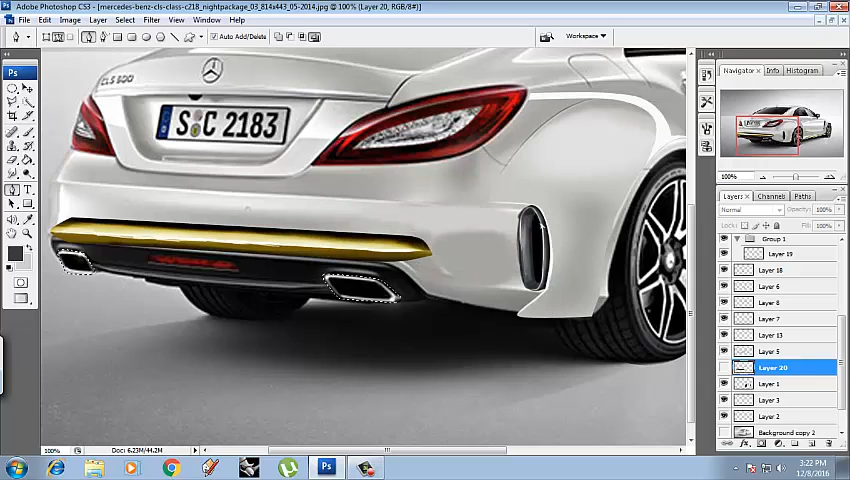 Adobe Photoshop CS3 - [mercedes-benz-cls-class-c218_nightpackage_03_814x443_05-2014.jpg @ 100% (Layer 20, RGB/8#)]
File Edit Image Layer Select Filter View Window Help
Auto Add/Delete
Workspace
Ps
Navigator Info Histogram
100%
Layers Channels Paths
Normal Opacity: 100%
Lock: Fill: 100%
Group 1
Layer 19
Layer 18
Layer 6
Layer 8
Layer 7
Layer 13
Layer 5
Layer 20
Layer 1
Layer 3
Layer 2
Background copy 2
CLS 500
S C 2183
100% Doc: 6.23M/44.2M
Ps
3:22 PM
12/8/2016